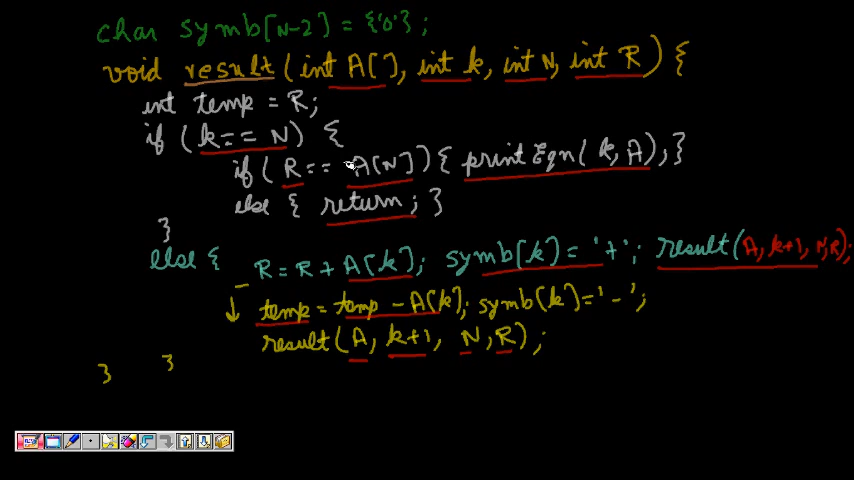 char symb[N-2] = {'0'};
void result(int A[], int k, int N, int R) {
int temp = R;
if (k == N) {
if (R == A[N]) { printEqn(k, A);}
else { return; }
}
else { R = R + A[k]; symb[k] = '+'; result(A, k+1, N, R);
temp = temp - A[k]; symb[k] = '-';
result(A, k+1, N, R);
} }